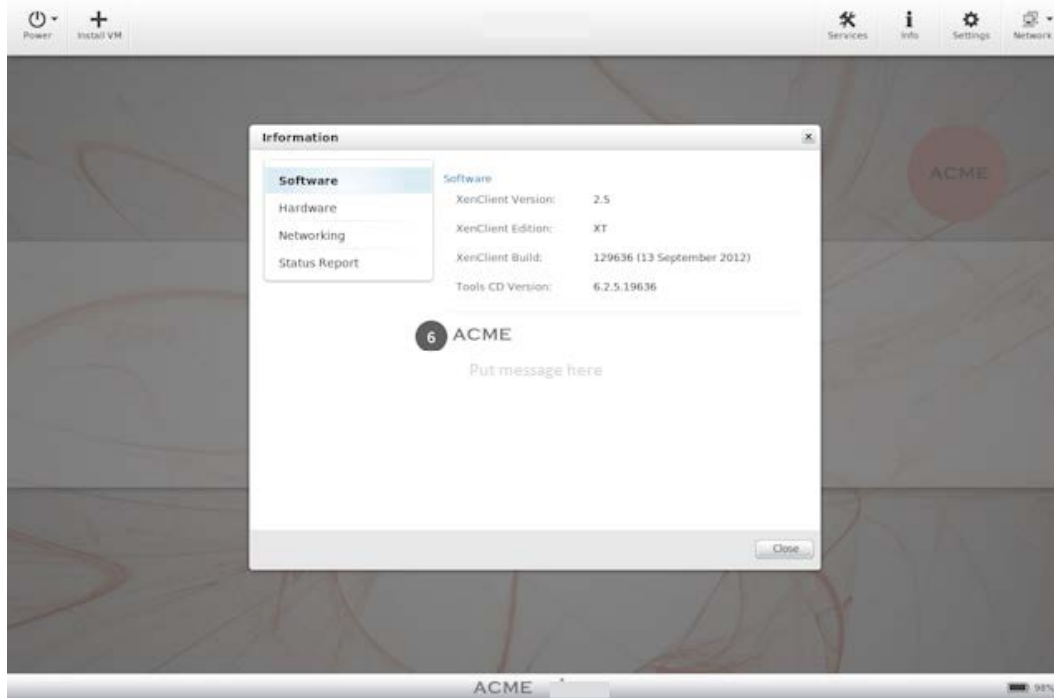 Power
Install VM
Services
Info
Settings
Network
Information
Software
Hardware
Networking
Status Report
Software
XenClient Version: 2.5
XenClient Edition: XT
XenClient Build: 129636 (13 September 2012)
Tools CD Version: 6.2.5.19636
6 ACME
Put message here
Close
ACME
ACME
98%